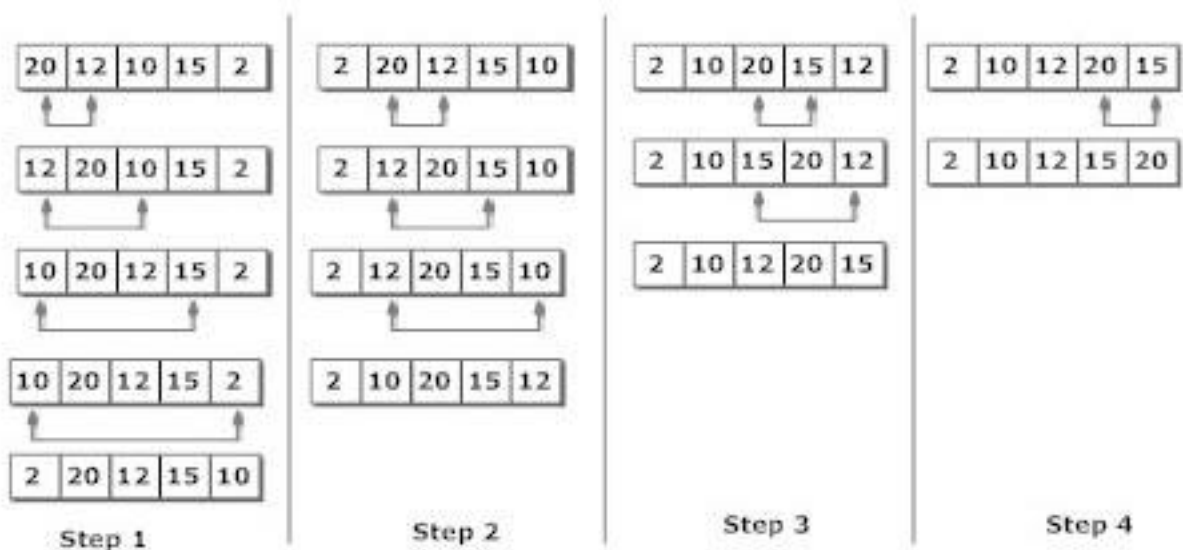 20 12 10 15 2
12 20 10 15 2
10 20 12 15 2
10 20 12 15 2
2 20 12 15 10
Step 1
2 20 12 15 10
2 12 20 15 10
2 12 20 15 10
2 10 20 15 12
Step 2
2 10 20 15 12
2 10 15 20 12
2 10 12 20 15
Step 3
2 10 12 20 15
2 10 12 15 20
Step 4